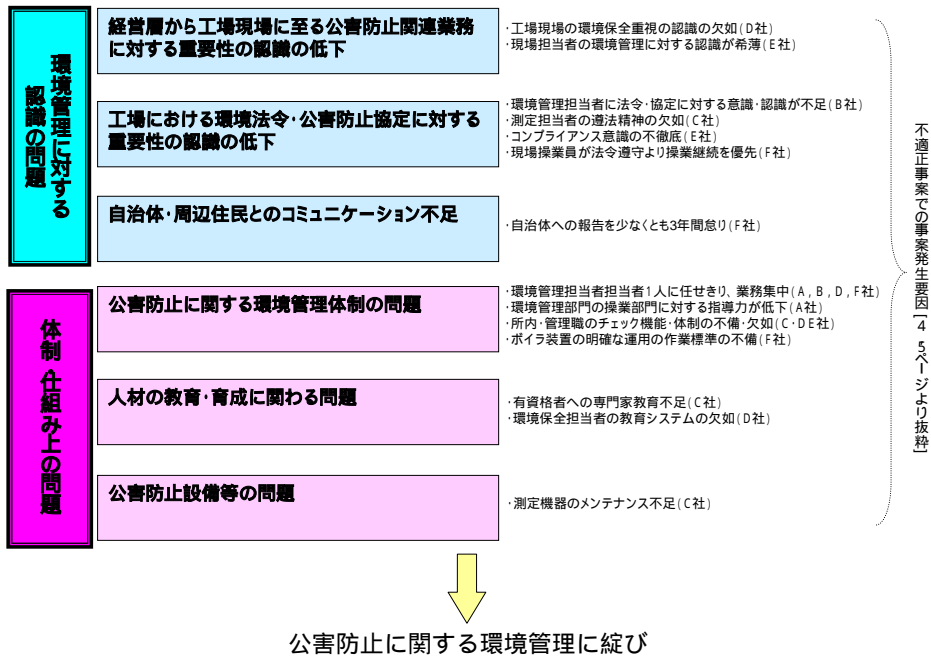 環境管理に対する
認識の問題
経営層から工場現場に至る公害防止関連業務
に対する重要性の認識の低下
･工場現場の環境保全重視の認識の欠如(D社)
･現場担当者の環境管理に対する認識が希薄(E社)
工場における環境法令･公害防止協定に対する
重要性の認識の低下
･環境管理担当者に法令･協定に対する意識･認識が不足(B社)
･測定担当者の遵法精神の欠如(C社)
･コンプライアンス意識の不徹底(E社)
･現場操業員が法令遵守より操業継続を優先(F社)
自治体･周辺住民とのコミュニケーション不足
･自治体への報告を少なくとも3年間怠り(F社)
体制･仕組み上の問題
公害防止に関する環境管理体制の問題
･環境管理担当者担当者1人に任せきり、業務集中(A,B,D,F社)
･環境管理部門の操業部門に対する指導力が低下(A社)
･所内･管理職のチェック機能･体制の不備･欠如(C･DE社)
･ボイラ装置の明確な運用の作業標準の不備(F社)
人材の教育･育成に関わる問題
･有資格者への専門家教育不足(C社)
･環境保全担当者の教育システムの欠如(D社)
公害防止設備等の問題
･測定機器のメンテナンス不足(C社)
不適正事案での事案発生要因[4 5ページより抜粋]
公害防止に関する環境管理に綻び